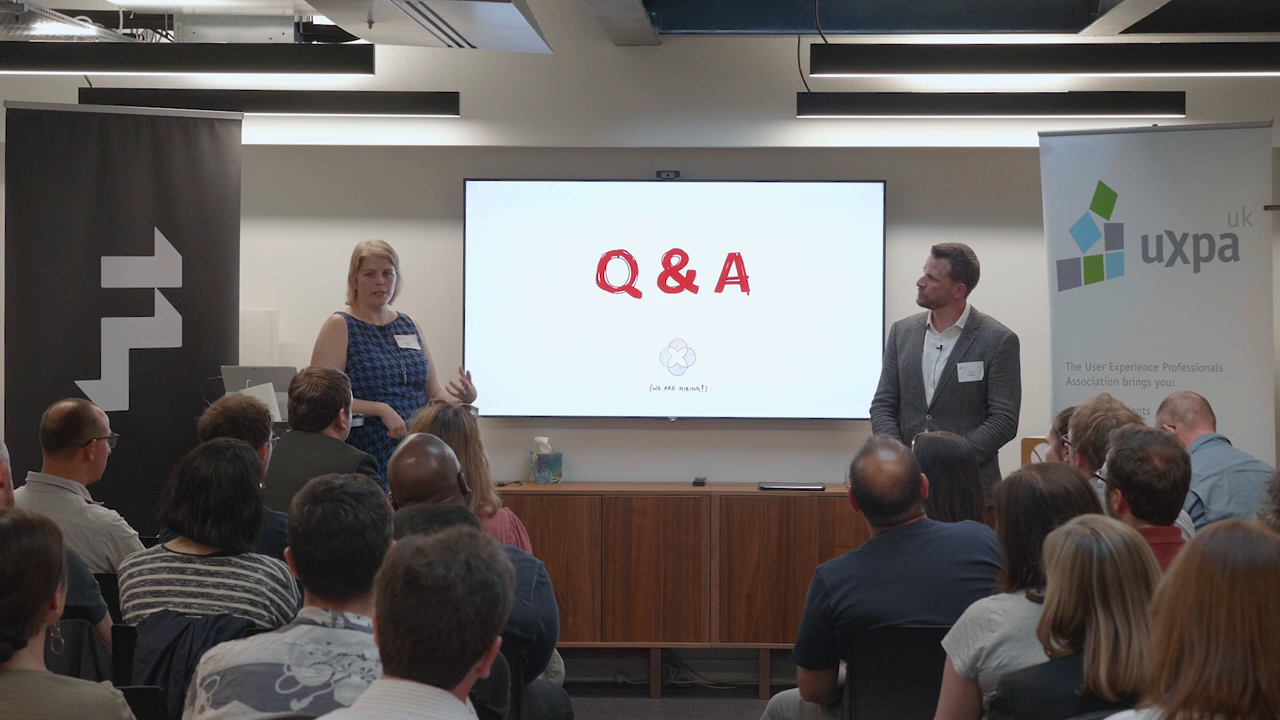 Q & A
(WE ARE HIRING!)
uxpa uk
The User Experience Professionals
Association brings you: